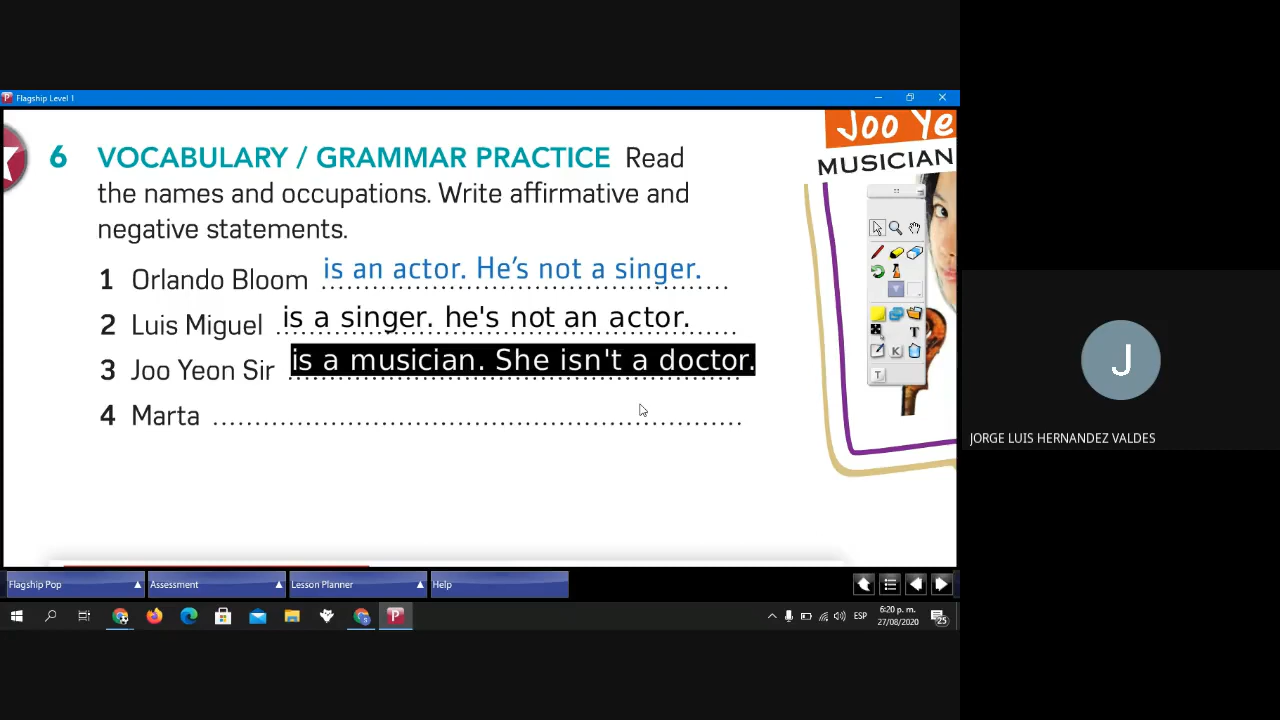 Flagship Level 1
Joo Ye
MUSICIAN
6 VOCABULARY / GRAMMAR PRACTICE Read
the names and occupations. Write affirmative and
negative statements.
1 Orlando Bloom is an actor. He's not a singer.
2 Luis Miguel is a singer. he's not an actor.
3 Joo Yeon Sir is a musician. She isn't a doctor.
4 Marta
T
K
T
J
JORGE LUIS HERNANDEZ VALDES
Flagship Pop
Assessment
Lesson Planner
Help
ESP
6:20 p. m.
27/08/2020
25